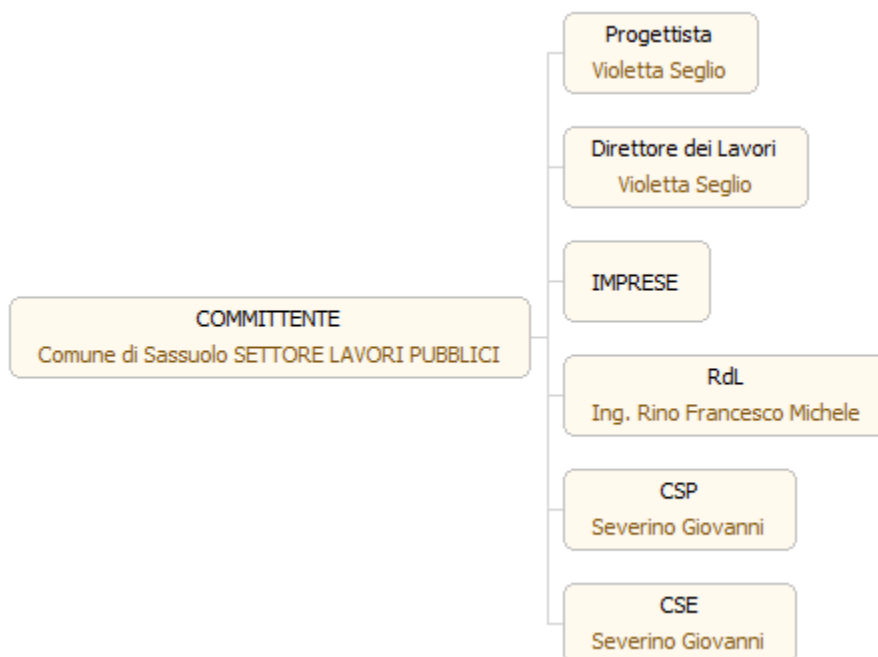 Progettista
Violetta Seglio
Direttore dei Lavori
Violetta Seglio
IMPRESE
COMMITTENTE
Comune di Sassuolo SETTORE LAVORI PUBBLICI
RdL
Ing. Rino Francesco Michele
CSP
Severino Giovanni
CSE
Severino Giovanni